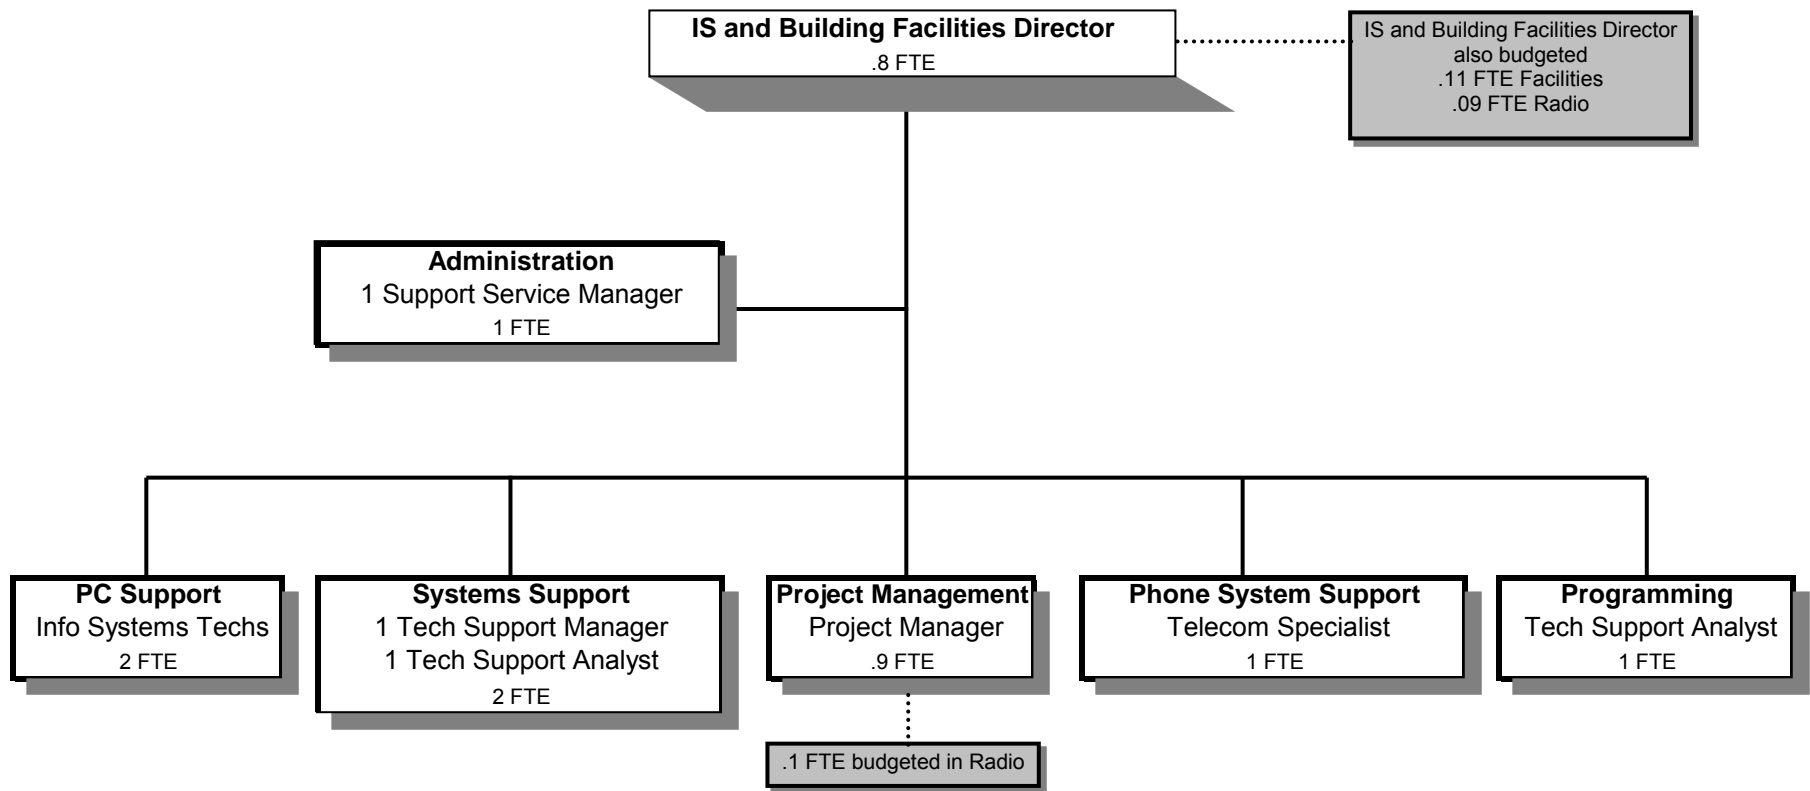 IS and Building Facilities Director
.8 FTE
IS and Building Facilities Director
also budgeted
.11 FTE Facilities
.09 FTE Radio
Administration
1 Support Service Manager
1 FTE
PC Support
Info Systems Techs
2 FTE
Systems Support
1 Tech Support Manager
1 Tech Support Analyst
2 FTE
Project Management
Project Manager
.9 FTE
Phone System Support
Telecom Specialist
1 FTE
Programming
Tech Support Analyst
1 FTE
.1 FTE budgeted in Radio